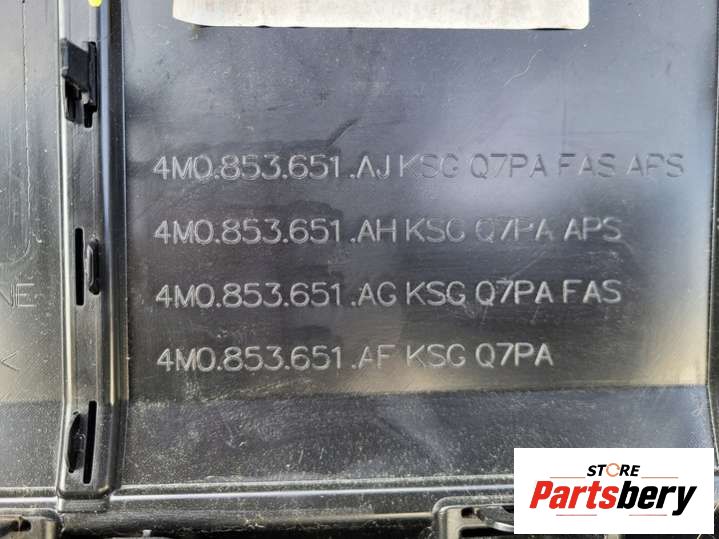 4M0.853.651.AJ KSG Q7PA FAS APS
4M0.853.651.AH KSG Q7PA APS
4M0.853.651.AG KSG Q7PA FAS
4M0.853.651.AF KSG Q7PA
NE
STORE
Partsbery